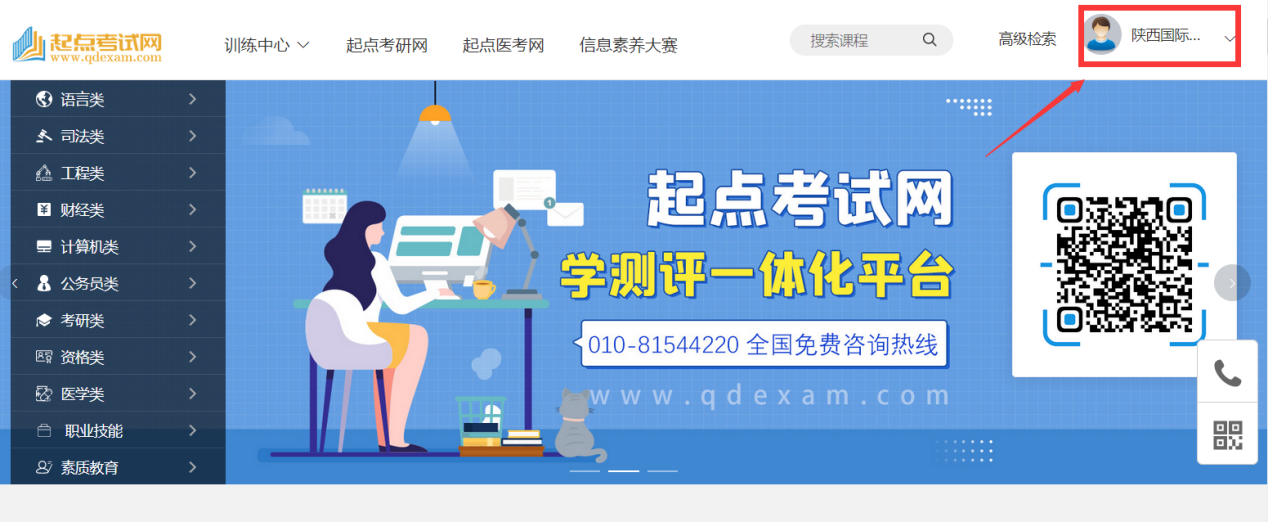 起点考试网
www.qdexam.com
训练中心
起点考研网
起点医考网
信息素养大赛
搜索课程
高级检索
陕西国际...
语言类
司法类
工程类
财经类
计算机类
公务员类
考研类
资格类
医学类
职业技能
素质教育
1
起点考试网
学测评一体化平台
010-81544220 全国免费咨询热线
www.qdexam.com